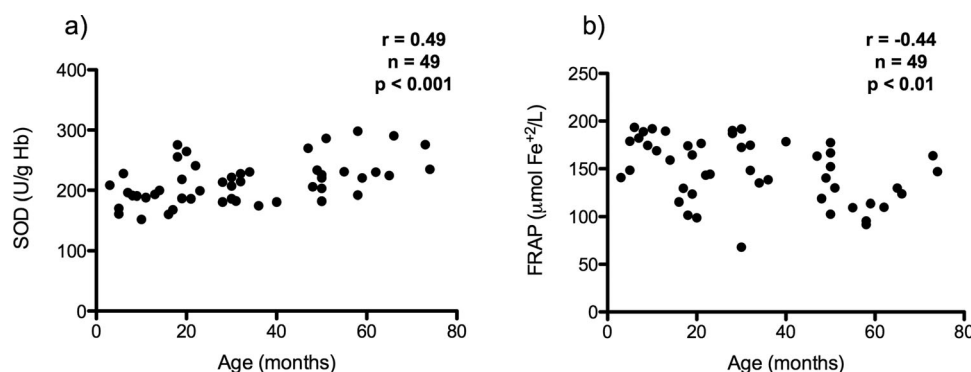 a)
r = 0.49
n = 49
p < 0.001
400
300
200
100
0
SOD (U/g Hb)
0 20 40 60 80
Age (months)
b)
r = -0.44
n = 49
p < 0.01
250
200
150
100
50
0
FRAP (µmol Fe⁺²/L)
0 20 40 60 80
Age (months)